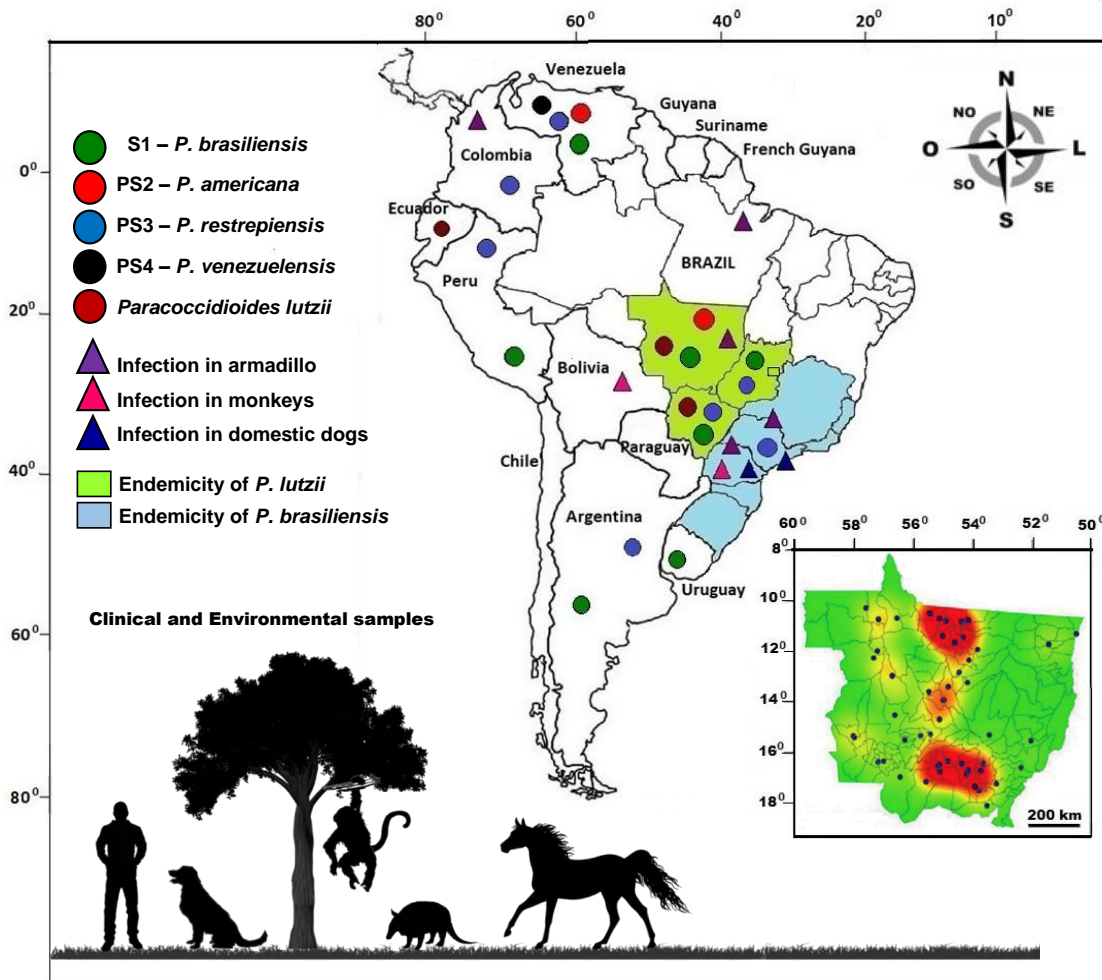 80⁰ 60⁰ 40⁰ 20⁰ 10⁰
Venezuela
Guyana
Suriname
French Guyana
Colombia
Ecuador
Peru
BRAZIL
Bolivia
Paraguay
Chile
Argentina
Uruguay
N
NO NE
O L
SO SE
S
0⁰
20⁰
40⁰
60⁰
80⁰
S1 – P. brasiliensis
PS2 – P. americana
PS3 – P. restrepiensis
PS4 – P. venezuelensis
Paracoccidioides lutzii
Infection in armadillo
Infection in monkeys
Infection in domestic dogs
Endemicity of P. lutzii
Endemicity of P. brasiliensis
Clinical and Environmental samples
60⁰ 58⁰ 56⁰ 54⁰ 52⁰ 50⁰
8⁰
10⁰
12⁰
14⁰
16⁰
18⁰
200 km